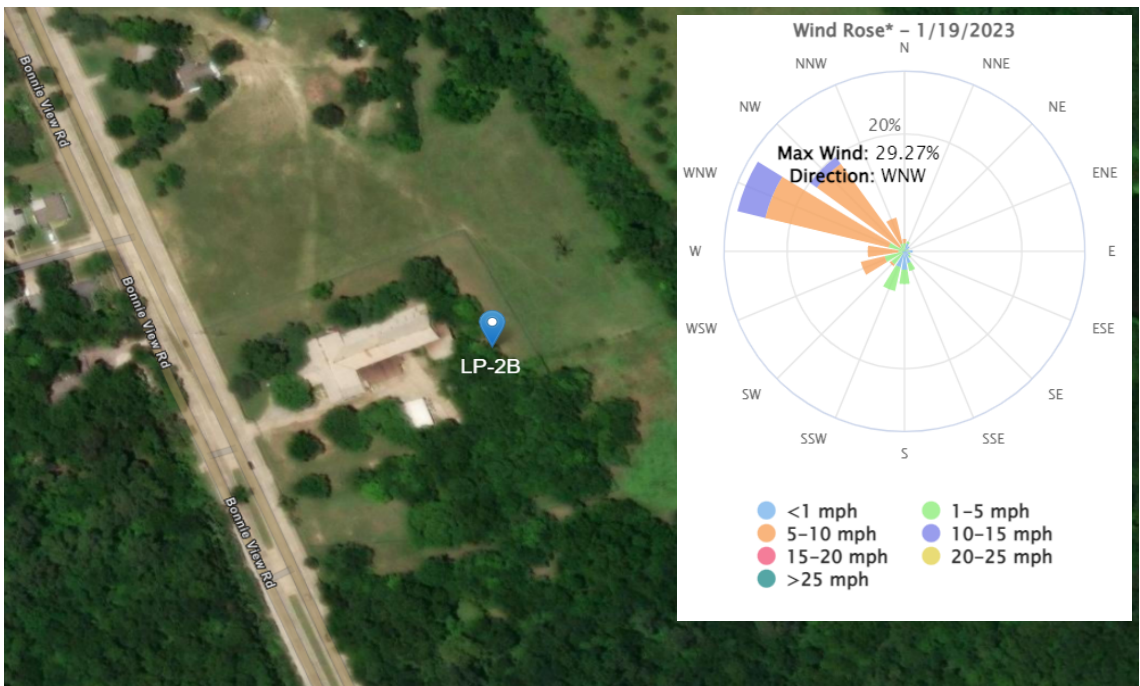 Bonnie View Rd
Bonnie View Rd
Bonnie View Rd
LP-2B
Wind Rose* – 1/19/2023
N
NNW
NNE
NW
NE
20%
Max Wind: 29.27%
Direction: WNW
WNW
ENE
W
E
WSW
ESE
SW
SE
SSW
SSE
S
<1 mph
1–5 mph
5–10 mph
10–15 mph
15–20 mph
20–25 mph
>25 mph